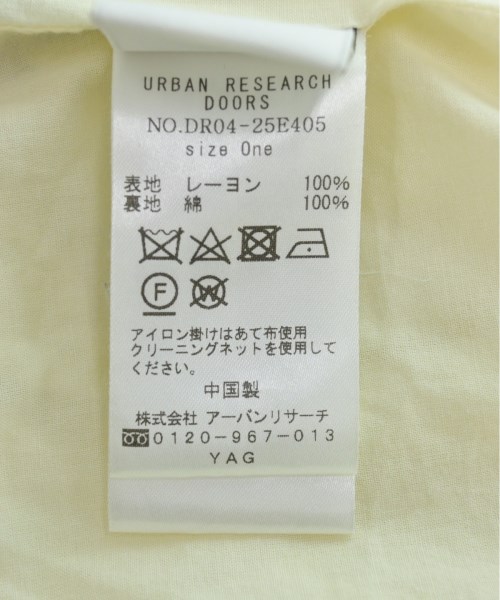 URBAN RESEARCH
DOORS
NO.DR04-25E405
size One
表地 レーヨン 100%
裏地 綿 100%
F W
アイロン掛けはあて布使用
クリーニングネットを使用して
ください。
中国製
株式会社 アーバンリサーチ
0120-967-013
YAG